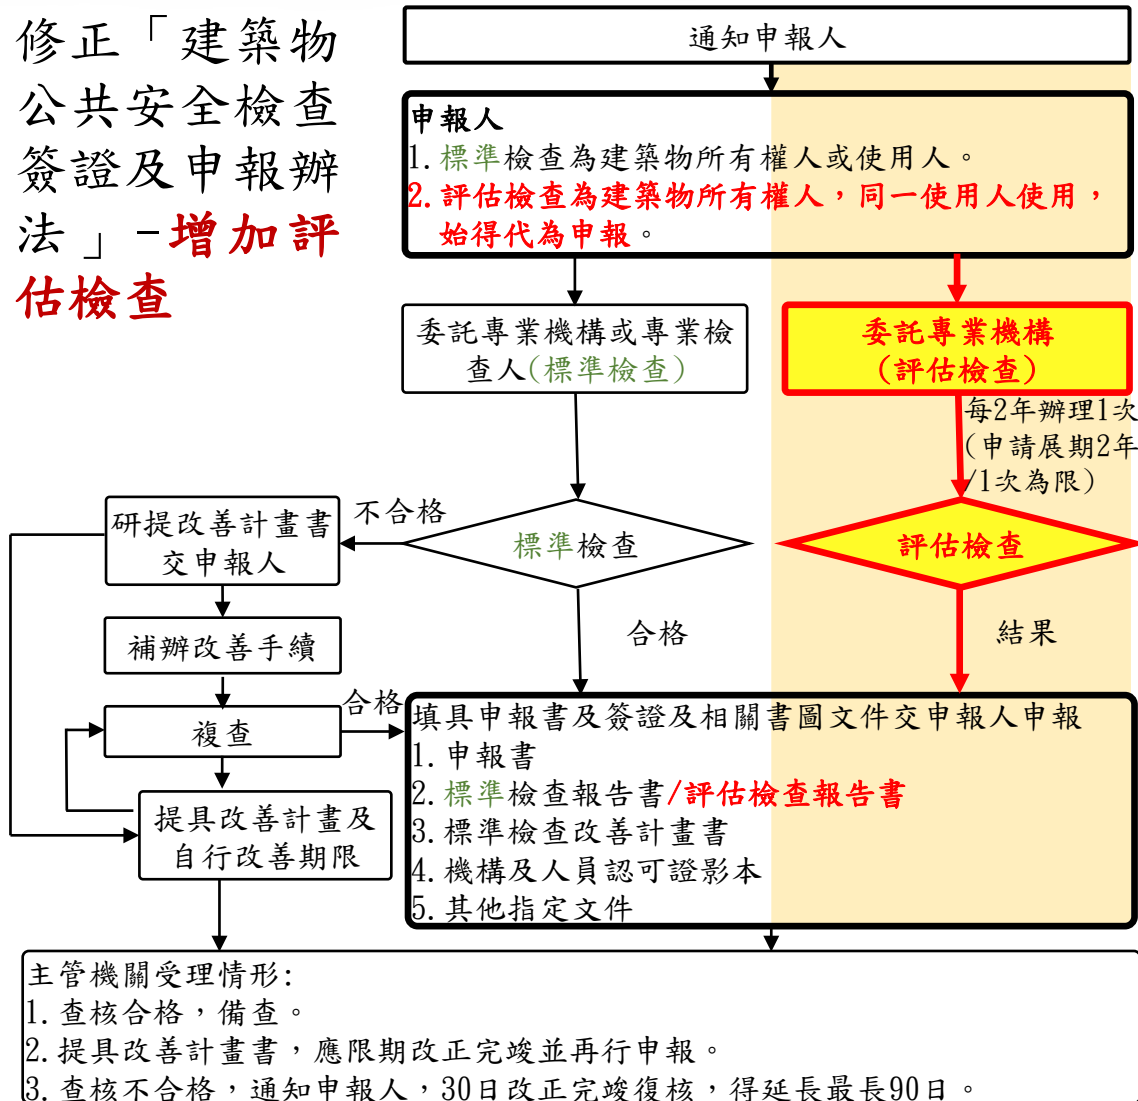 修正「建築物
公共安全檢查
簽證及申報辦
法」-增加評
估檢查
通知申報人
申報人
1.標準檢查為建築物所有權人或使用人。
2.評估檢查為建築物所有權人，同一使用人使用，
始得代為申報。
委託專業機構或專業檢
查人(標準檢查)
委託專業機構
(評估檢查)
每2年辦理1次
(申請展期2年
/1次為限)
研提改善計畫書
交申報人
不合格
標準檢查
評估檢查
補辦改善手續
合格
結果
複查
合格
提具改善計畫及
自行改善期限
填具申報書及簽證及相關書圖文件交申報人申報
1.申報書
2.標準檢查報告書/評估檢查報告書
3.標準檢查改善計畫書
4.機構及人員認可證影本
5.其他指定文件
主管機關受理情形:
1.查核合格，備查。
2.提具改善計畫書，應限期改正完竣並再行申報。
3.查核不合格，通知申報人，30日改正完竣復核，得延長最長90日。